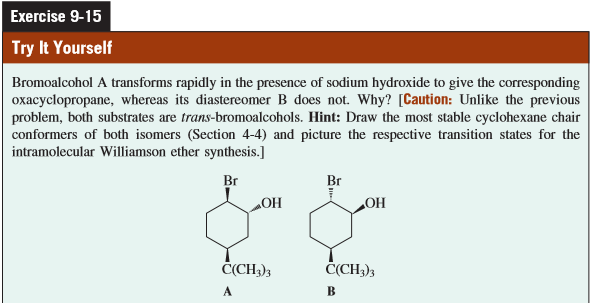 Exercise 9-15
Try It Yourself
Bromoalcohol A transforms rapidly in the presence of sodium hydroxide to give the corresponding
oxacyclopropane, whereas its diastereomer B does not. Why? [Caution: Unlike the previous
problem, both substrates are trans-bromoalcohols. Hint: Draw the most stable cyclohexane chair
conformers of both isomers (Section 4-4) and picture the respective transition states for the
intramolecular Williamson ether synthesis.]
Br Br
OH OH
C(CH3)3 C(CH3)3
A B